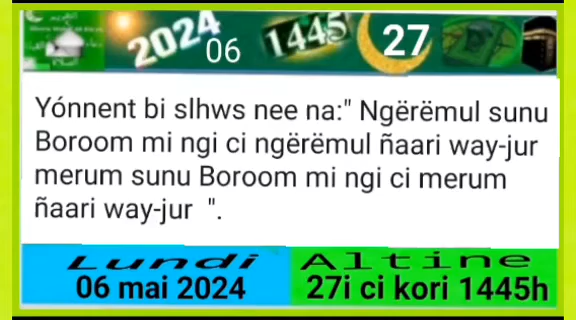 2024
06
1445
27
Yónnent bi slhws nee na:" Ngërëmul sunu
Boroom mi ngi ci ngërëmul ñaari way-jur
merum sunu Boroom mi ngi ci merum
ñaari way-jur ".
Lundi
06 mai 2024
Altine
27i ci kori 1445h